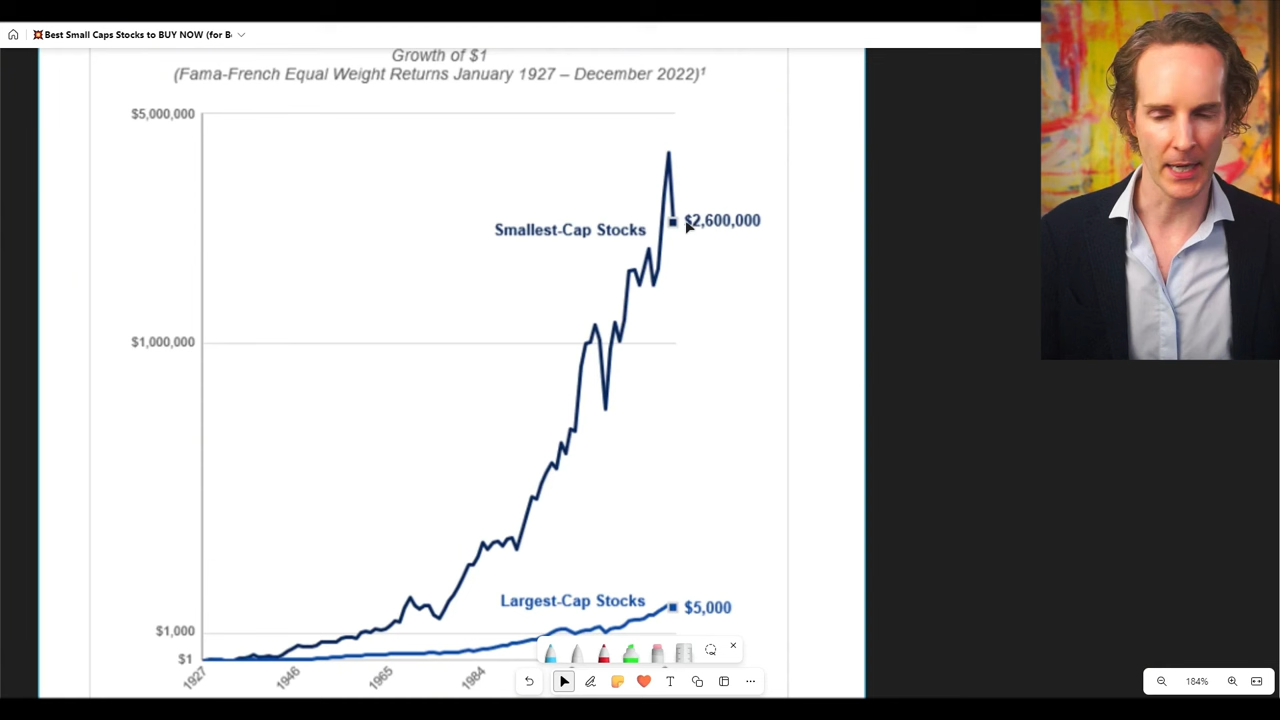 💥Best Small Caps Stocks to BUY NOW (for B
Growth of $1
(Fama-French Equal Weight Returns January 1927 – December 2022)¹
$5,000,000
$2,600,000
Smallest-Cap Stocks
$1,000,000
Largest-Cap Stocks
$5,000
$1,000
$1
1927
1946
1965
1984
T
184%